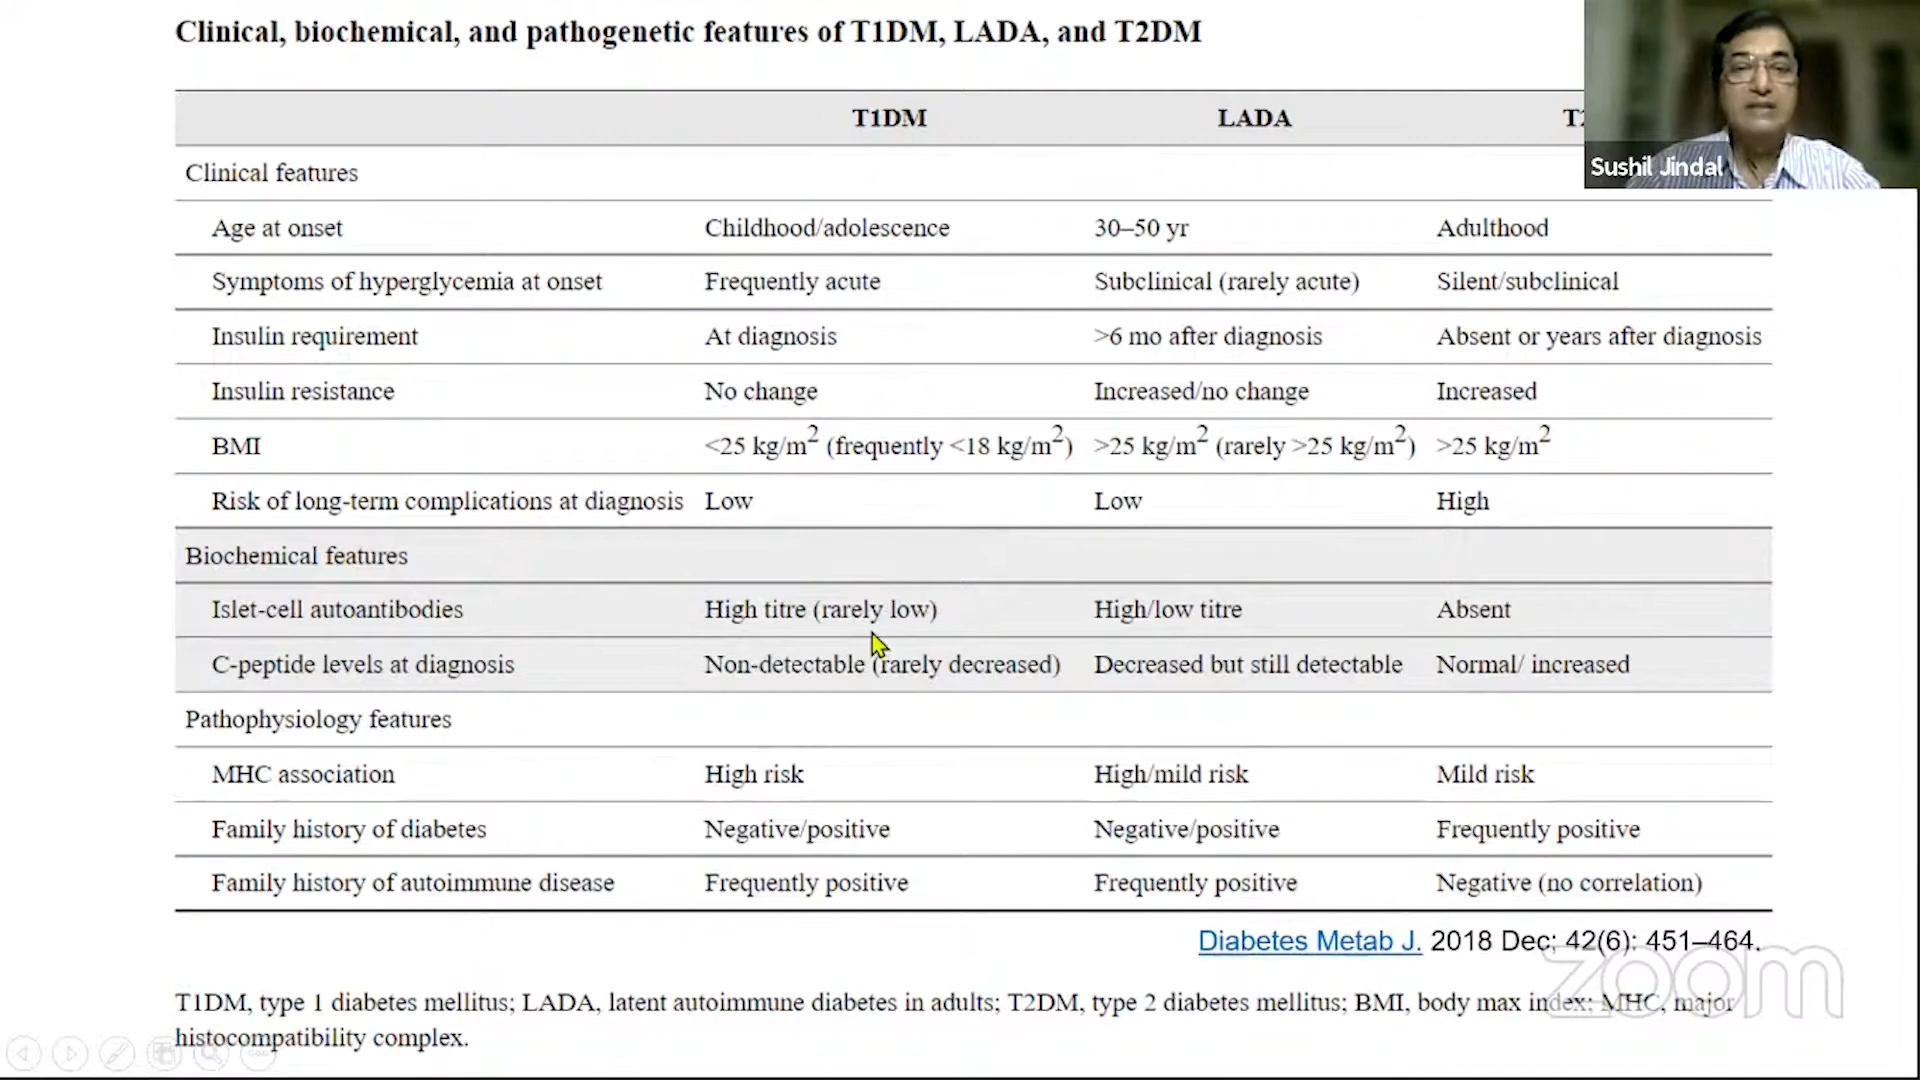 Clinical, biochemical, and pathogenetic features of T1DM, LADA, and T2DM
T1DM LADA
Sushil Jindal
Clinical features
Age at onset Childhood/adolescence 30–50 yr Adulthood
Symptoms of hyperglycemia at onset Frequently acute Subclinical (rarely acute) Silent/subclinical
Insulin requirement At diagnosis >6 mo after diagnosis Absent or years after diagnosis
Insulin resistance No change Increased/no change Increased
BMI <25 kg/m² (frequently <18 kg/m²) >25 kg/m² (rarely >25 kg/m²) >25 kg/m²
Risk of long-term complications at diagnosis Low Low High
Biochemical features
Islet-cell autoantibodies High titre (rarely low) High/low titre Absent
C-peptide levels at diagnosis Non-detectable (rarely decreased) Decreased but still detectable Normal/ increased
Pathophysiology features
MHC association High risk High/mild risk Mild risk
Family history of diabetes Negative/positive Negative/positive Frequently positive
Family history of autoimmune disease Frequently positive Frequently positive Negative (no correlation)
Diabetes Metab J. 2018 Dec; 42(6): 451–464.
zoom
T1DM, type 1 diabetes mellitus; LADA, latent autoimmune diabetes in adults; T2DM, type 2 diabetes mellitus; BMI, body max index; MHC, major
histocompatibility complex.